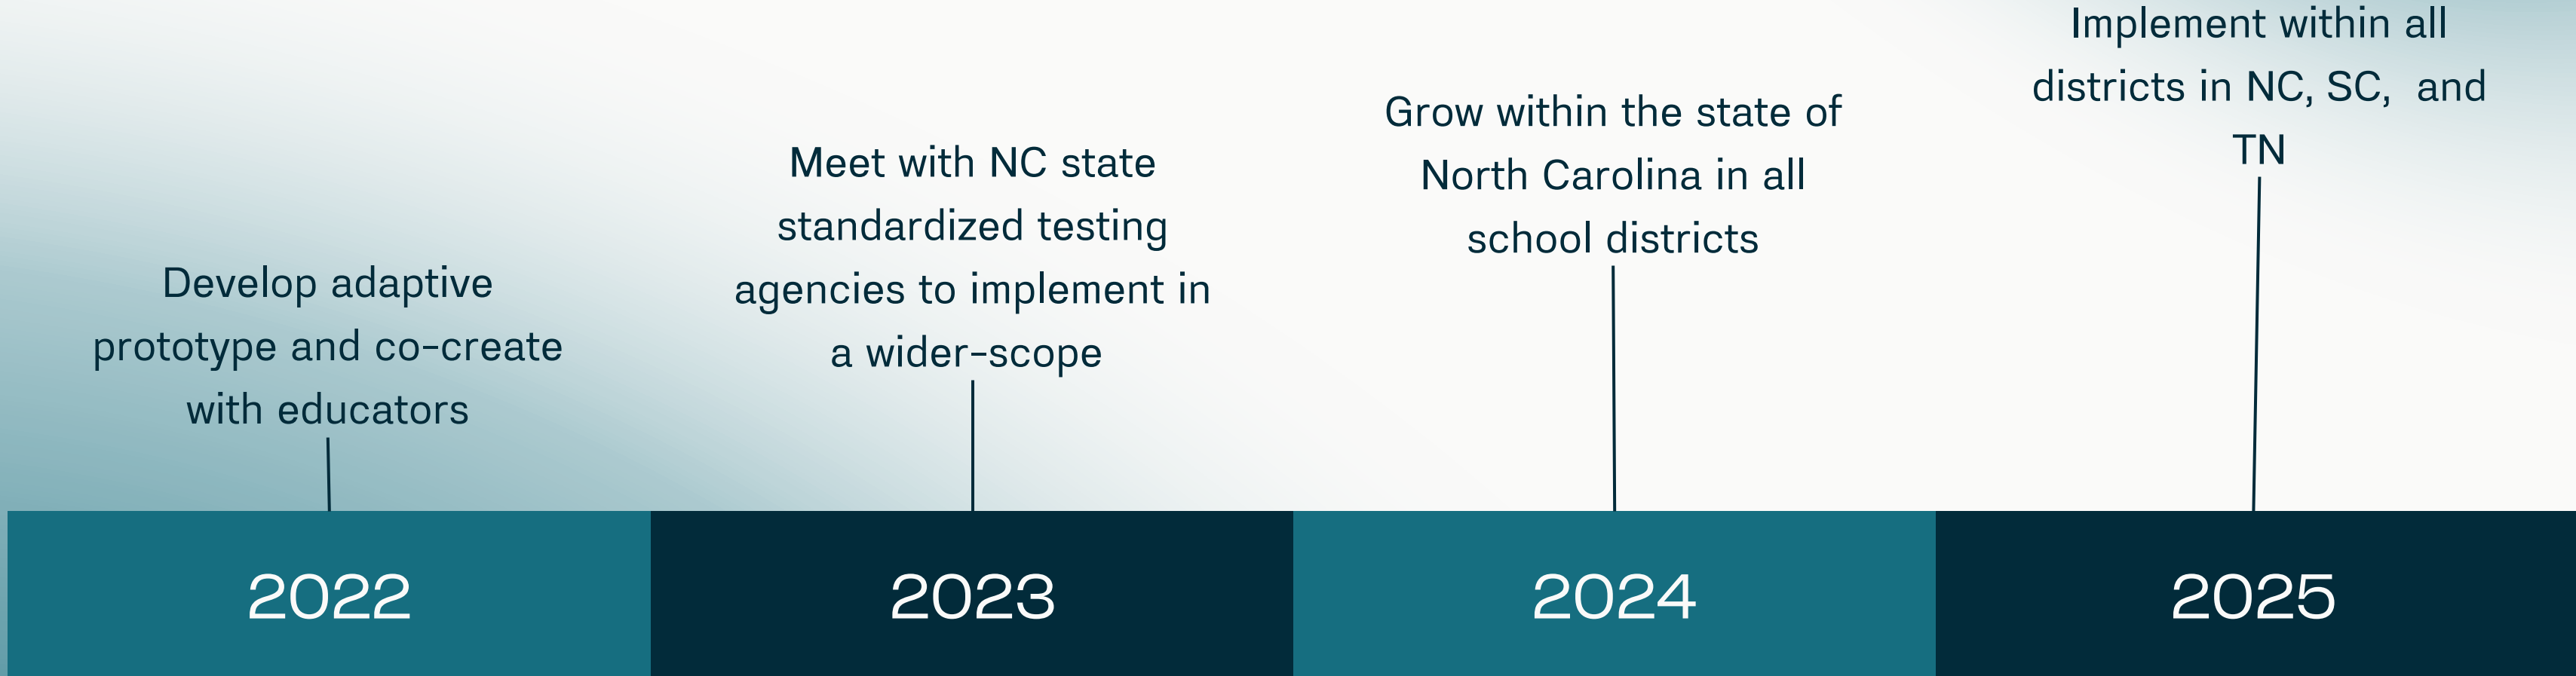 Develop adaptive
prototype and co-create
with educators
Meet with NC state
standardized testing
agencies to implement in
a wider-scope
Grow within the state of
North Carolina in all
school districts
Implement within all
districts in NC, SC,  and
TN
2022
2023
2024
2025